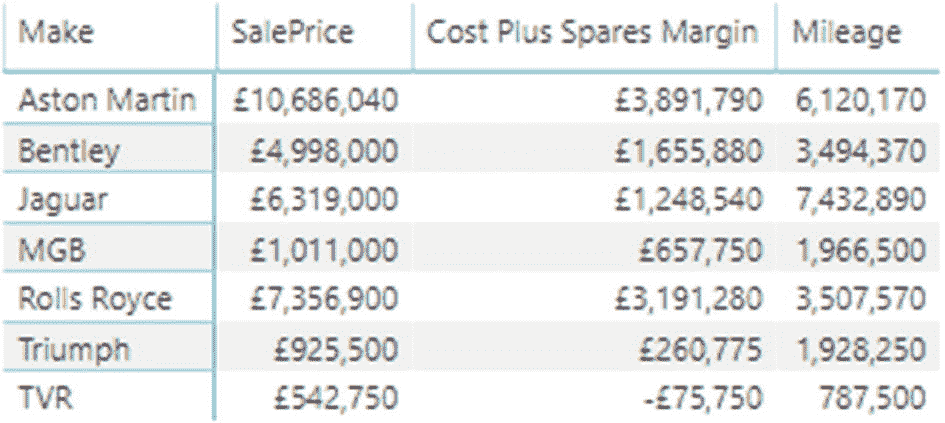 Make SalePrice Cost Plus Spares Margin Mileage
Aston Martin £10,686,040 £3,891,790 6,120,170
Bentley £4,998,000 £1,655,880 3,494,370
Jaguar £6,319,000 £1,248,540 7,432,890
MGB £1,011,000 £657,750 1,966,500
Rolls Royce £7,356,900 £3,191,280 3,507,570
Triumph £925,500 £260,775 1,928,250
TVR £542,750 -£75,750 787,500